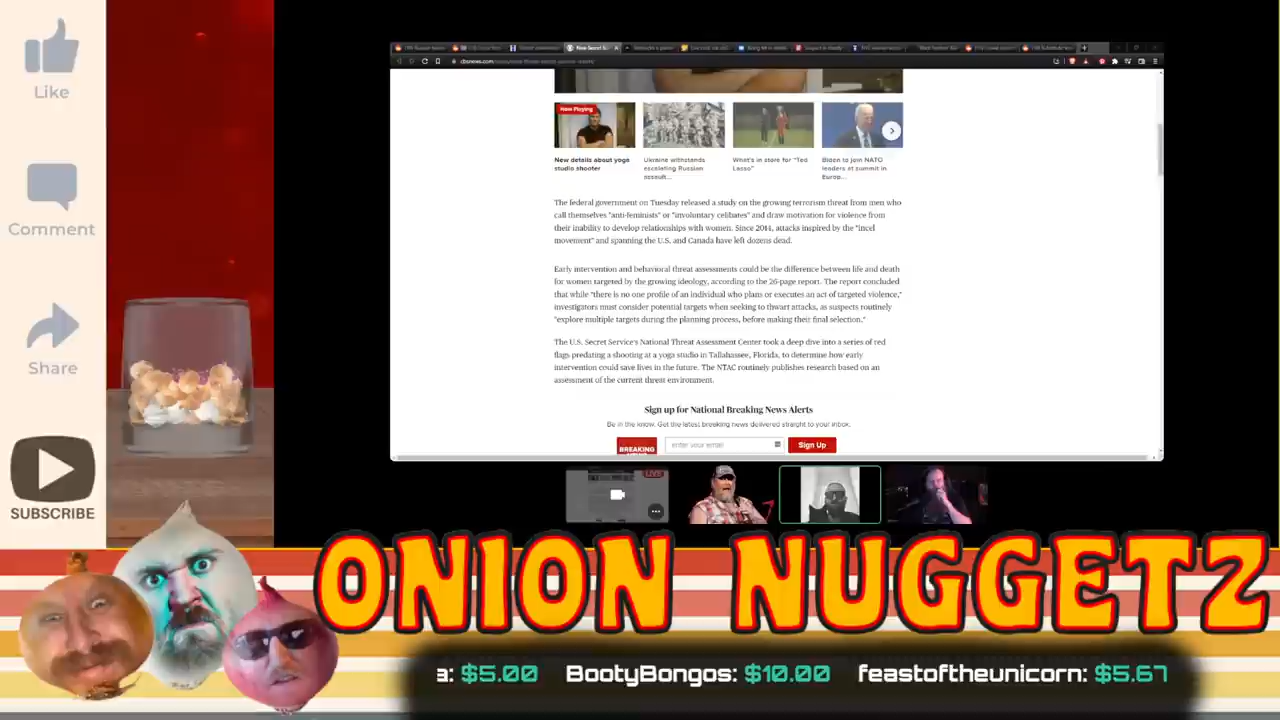 Like
Comment
Share
SUBSCRIBE
Now Playing
New details about yoga
studio shooter
Ukraine withstands
escalating Russian
assault...
What's in store for "Ted
Lasso"
Biden to join NATO
leaders at summit in
Europ...
The federal government on Tuesday released a study on the growing terrorism threat from men who
call themselves "anti-feminists" or "involuntary celibates" and draw motivation for violence from
their inability to develop relationships with women. Since 2014, attacks inspired by the "incel
movement" and spanning the U.S. and Canada have left dozens dead.
Early intervention and behavioral threat assessments could be the difference between life and death
for women targeted by the growing ideology, according to the 26-page report. The report concluded
that while "there is no one profile of an individual who plans or executes an act of targeted violence,"
investigators must consider potential targets when seeking to thwart attacks, as suspects routinely
"explore multiple targets during the planning process, before making their final selection."
The U.S. Secret Service's National Threat Assessment Center took a deep dive into a series of red
flags predating a shooting at a yoga studio in Tallahassee, Florida, to determine how early
intervention could save lives in the future. The NTAC routinely publishes research based on an
assessment of the current threat environment.
Sign up for National Breaking News Alerts
Be in the know. Get the latest breaking news delivered straight to your inbox.
BREAKING
enter your email
Sign Up
LIVE
ONION NUGGETZ
a: $5.00 BootyBongos: $10.00 feastoftheunicorn: $5.67